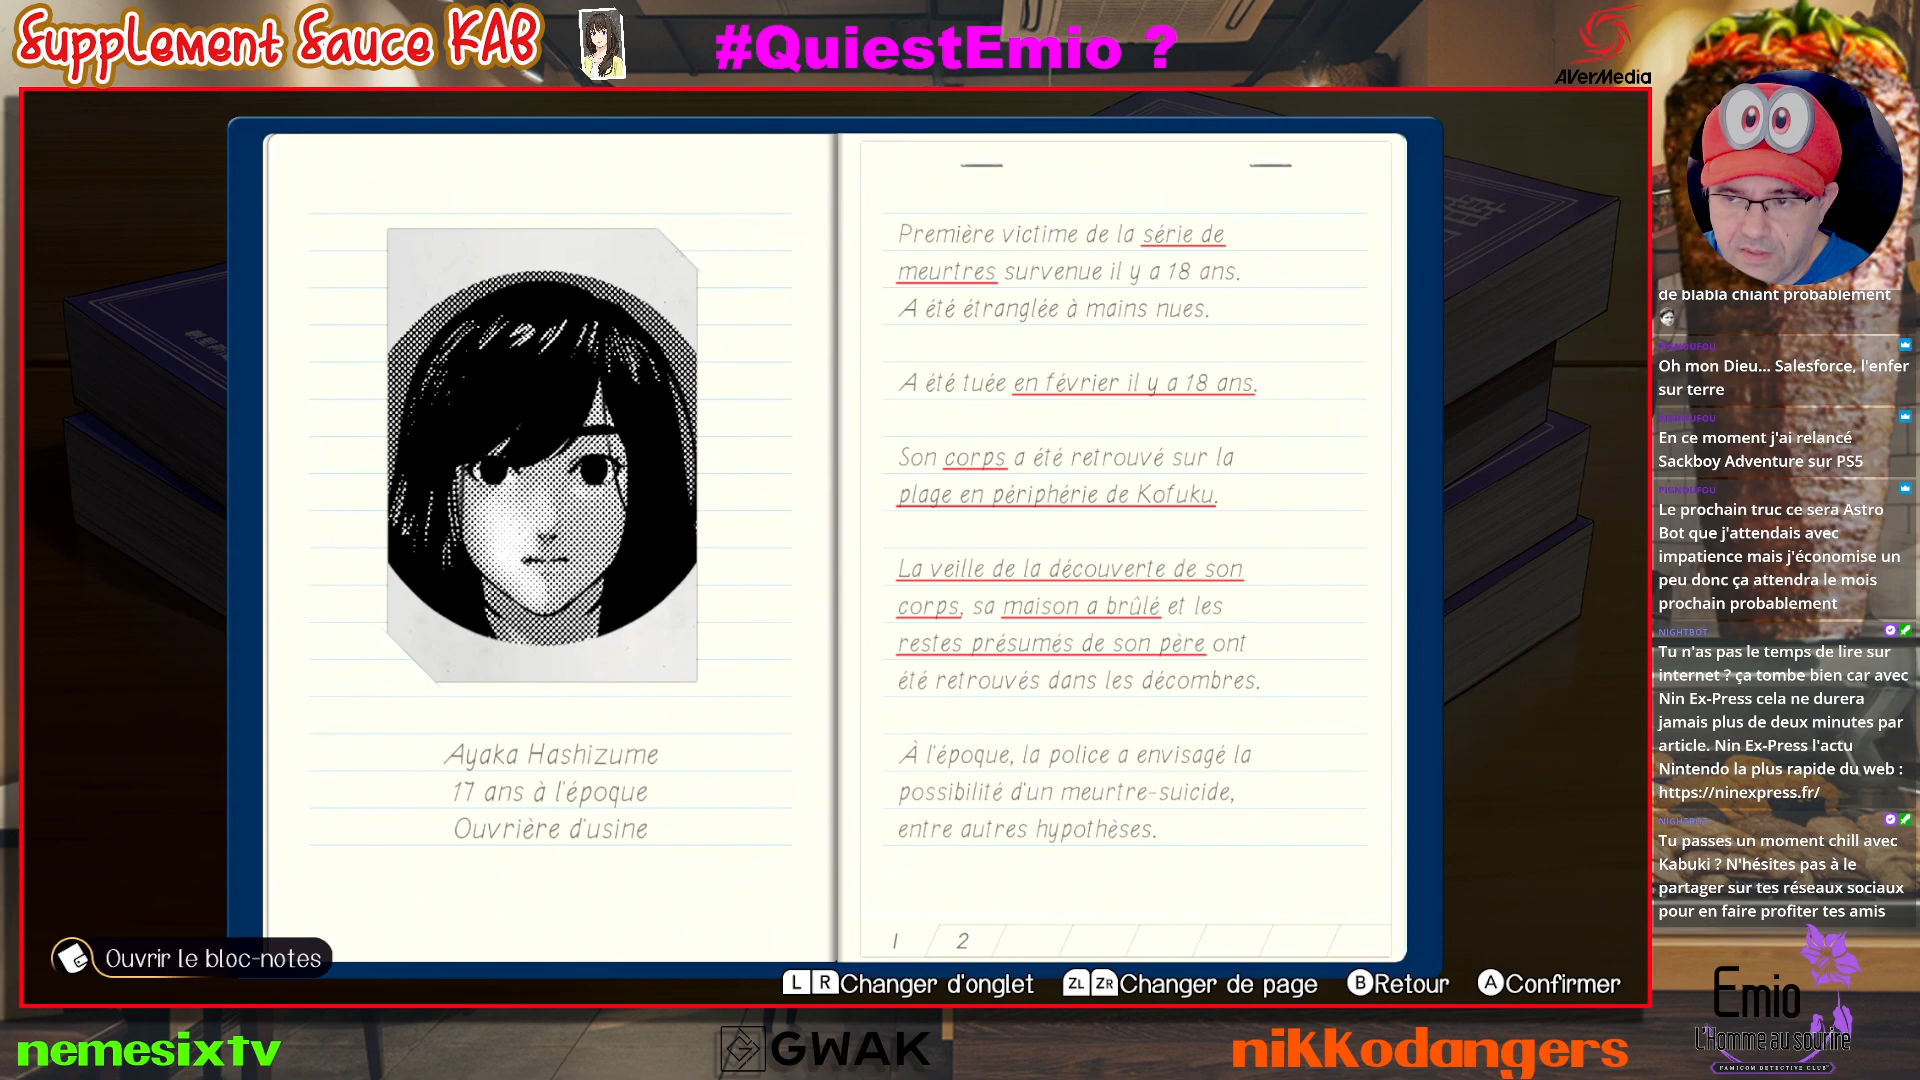 Supplement Sauce KAB
#QuiestEmio ?
AVerMedia
Première victime de la série de
meurtres survenue il y a 18 ans.
A été étranglée à mains nues.
A été tuée en février il y a 18 ans.
Son corps a été retrouvé sur la
plage en périphérie de Kofuku.
La veille de la découverte de son
corps, sa maison a brûlé et les
restes présumés de son père ont
été retrouvés dans les décombres.
À l'époque, la police a envisagé la
possibilité d'un meurtre-suicide,
entre autres hypothèses.
Ayaka Hashizume
17 ans à l'époque
Ouvrière d'usine
1 2
Ouvrir le bloc-notes
L R Changer d'onglet ZL ZR Changer de page B Retour A Confirmer
de blabla chiant probablement
PISHOUFOU
Oh mon Dieu... Salesforce, l'enfer
sur terre
En ce moment j'ai relancé
Sackboy Adventure sur PS5
Le prochain truc ce sera Astro
Bot que j'attendais avec
impatience mais j'économise un
peu donc ça attendra le mois
prochain probablement
NIGHTBOT
Tu n'as pas le temps de lire sur
internet ? ça tombe bien car avec
Nin Ex-Press cela ne durera
jamais plus de deux minutes par
article. Nin Ex-Press l'actu
Nintendo la plus rapide du web :
https://ninexpress.fr/
NIGHTBOT
Tu passes un moment chill avec
Kabuki ? N'hésites pas à le
partager sur tes réseaux sociaux
pour en faire profiter tes amis
nemesixtv
GWAK
nikkodangers
Emio
L'Homme au sourire
FAMICOM DETECTIVE CLUB